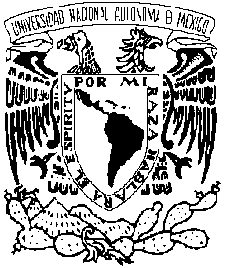 UNIVERSIDAD NACIONAL AUTONOMA DE MEXICO
POR MI RAZA HABLARA EL ESPIRITU